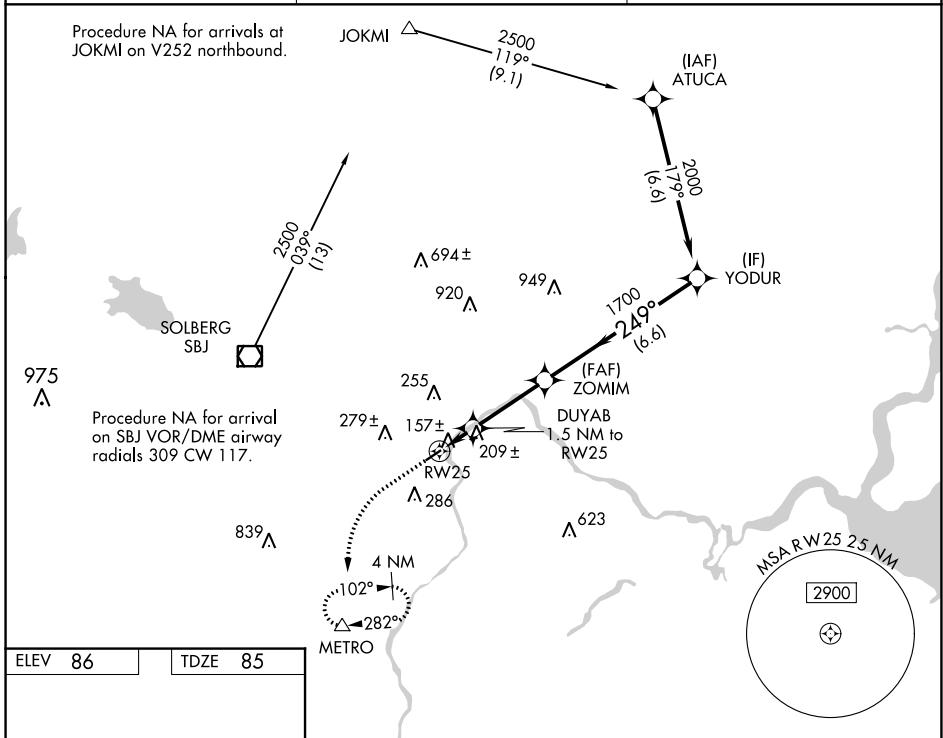 Procedure NA for arrivals at
JOKMI on V252 northbound.
JOKMI
2500
119°
(9.1)
(IAF)
ATUCA
2000
179°
(6.6)
2500
039°
(13)
694±
949
920
(IF)
YODUR
1700
249°
(6.6)
SOLBERG
SBJ
975
(FAF)
ZOMIM
255
Procedure NA for arrival
on SBJ VOR/DME airway
radials 309 CW 117.
279±
157±
DUYAB
1.5 NM to
RW25
209±
RW25
286
623
839
4 NM
102°
282°
METRO
MSA RW25 25 NM
2900
ELEV 86
TDZE 85